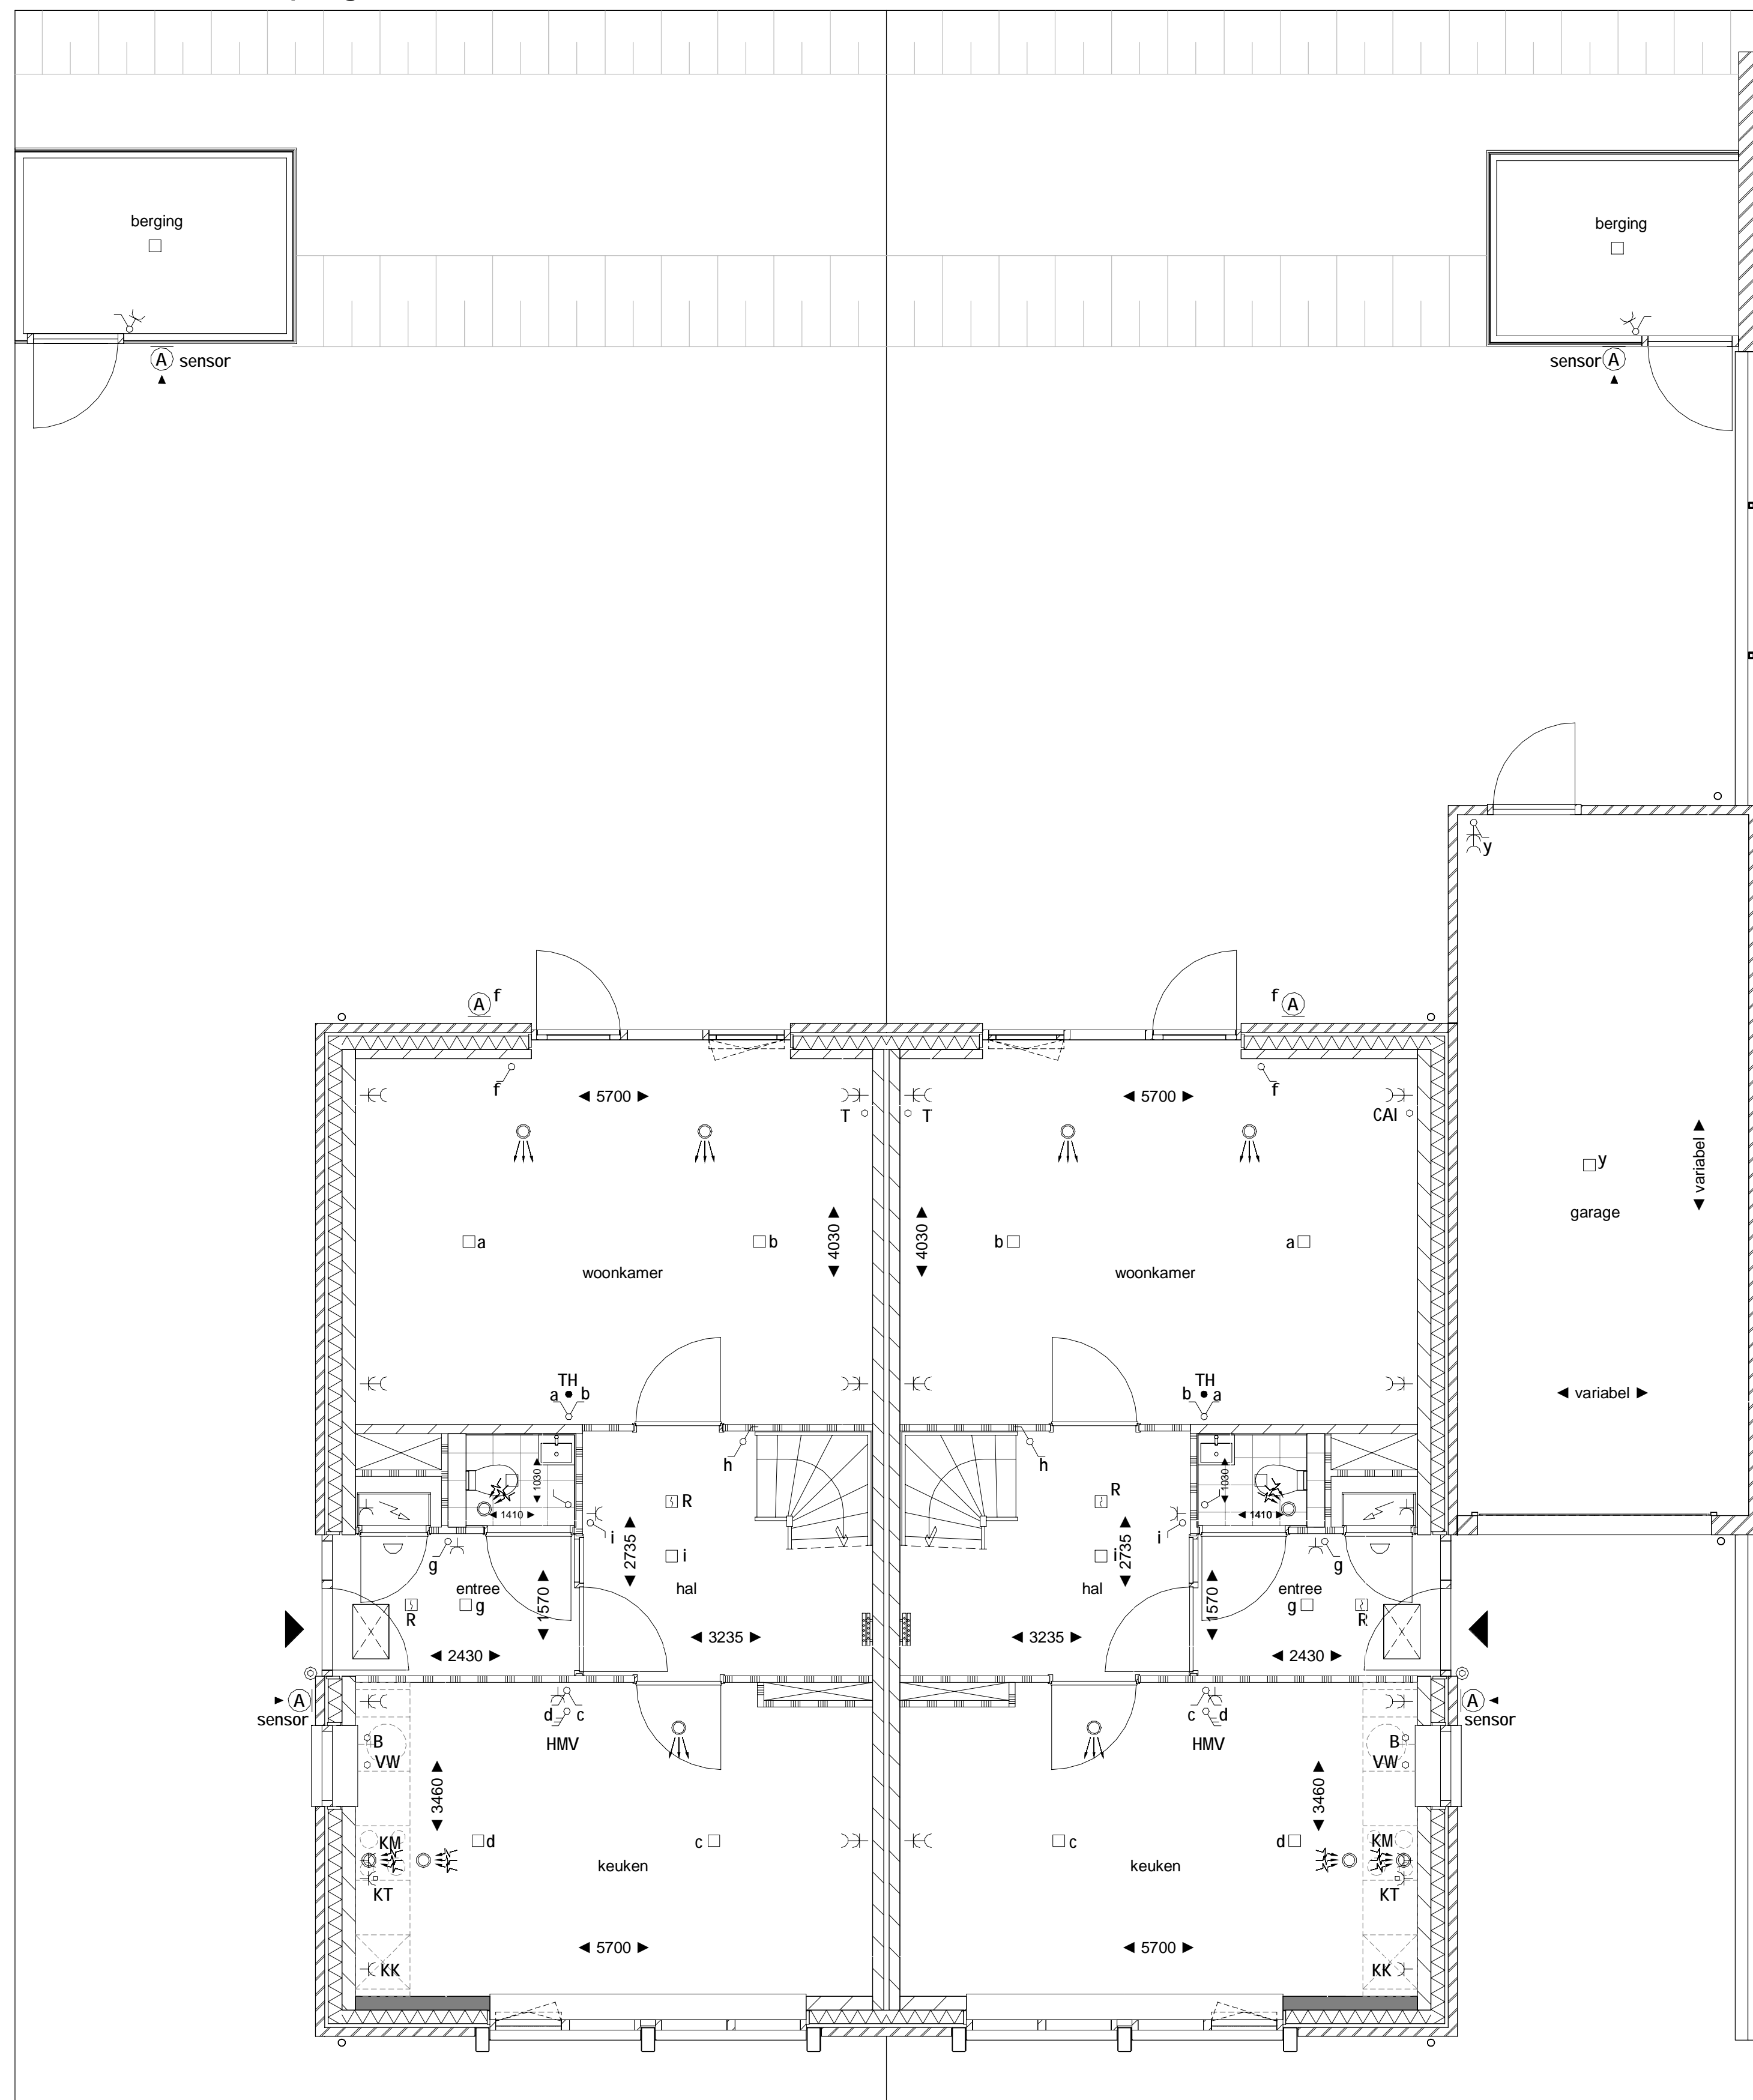 berging
berging
A sensor
sensor A
y
A f
f A
f
5700
5700
f
T
T
CAI
variabel
y
a
b
4030
4030
b
a
garage
woonkamer
woonkamer
TH
a b
TH
b a
variabel
h
h
1030
R
R
1030
1410
1410
i
i
2735
2735
g
i
i
g
entree
hal
hal
entree
g
1570
1570
g
R
R
3235
3235
2430
2430
A
sensor
d c
c d
A
sensor
B
HMV
HMV
B
VW
VW
3460
3460
KM
d
c
c
d
KM
keuken
keuken
KT
KT
5700
5700
KK
KK